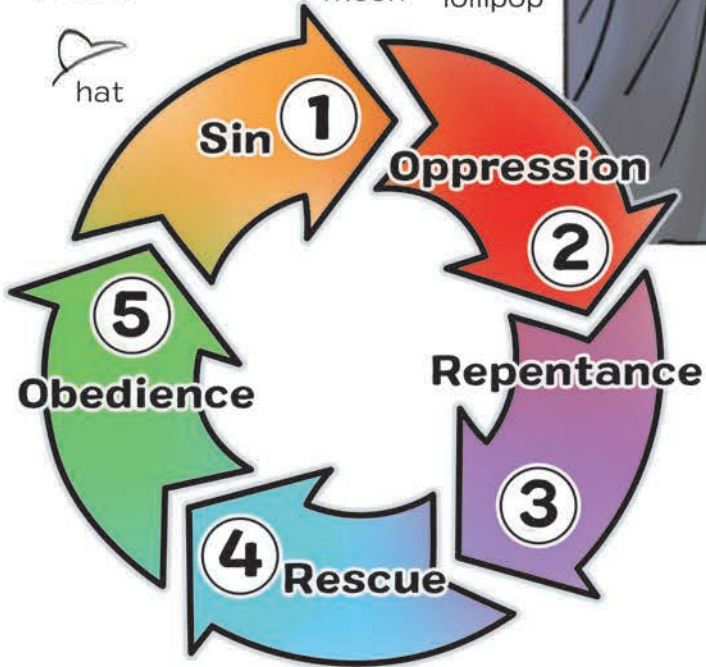 lollipop
hat
Sin 1
Oppression
2
5
Repentance
Obedience
3
4 Rescue